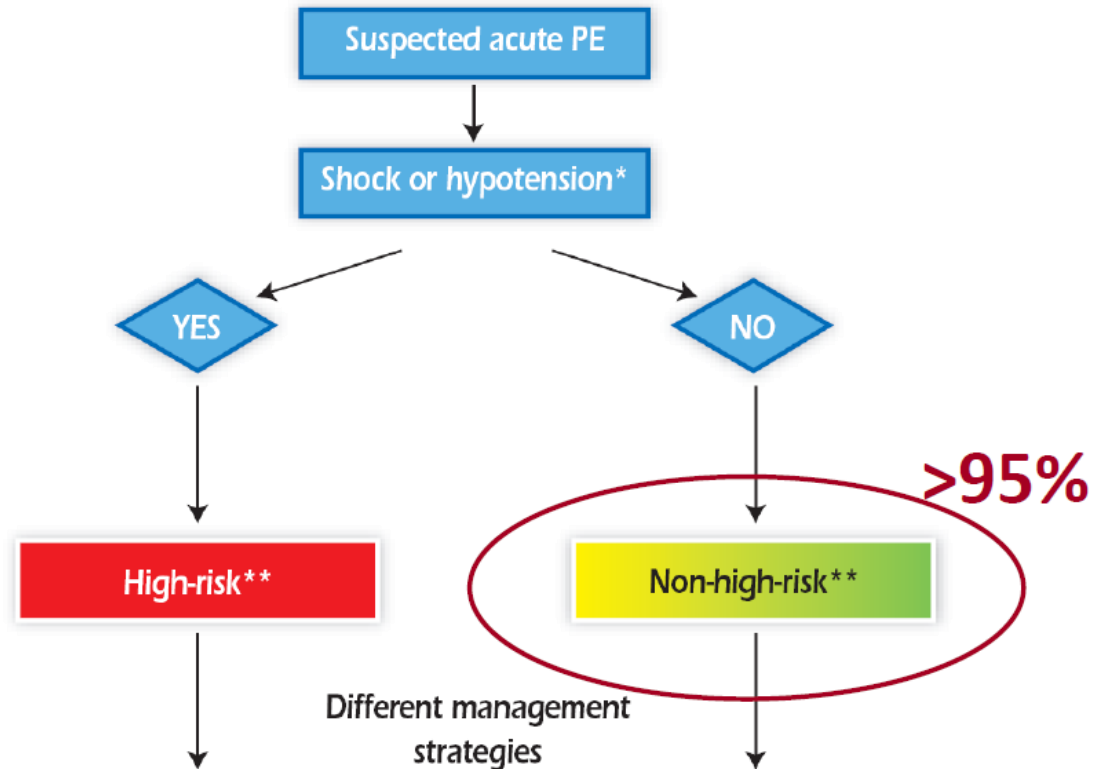 Suspected acute PE
Shock or hypotension*
YES
NO
>95%
High-risk**
Non-high-risk**
Different management
strategies